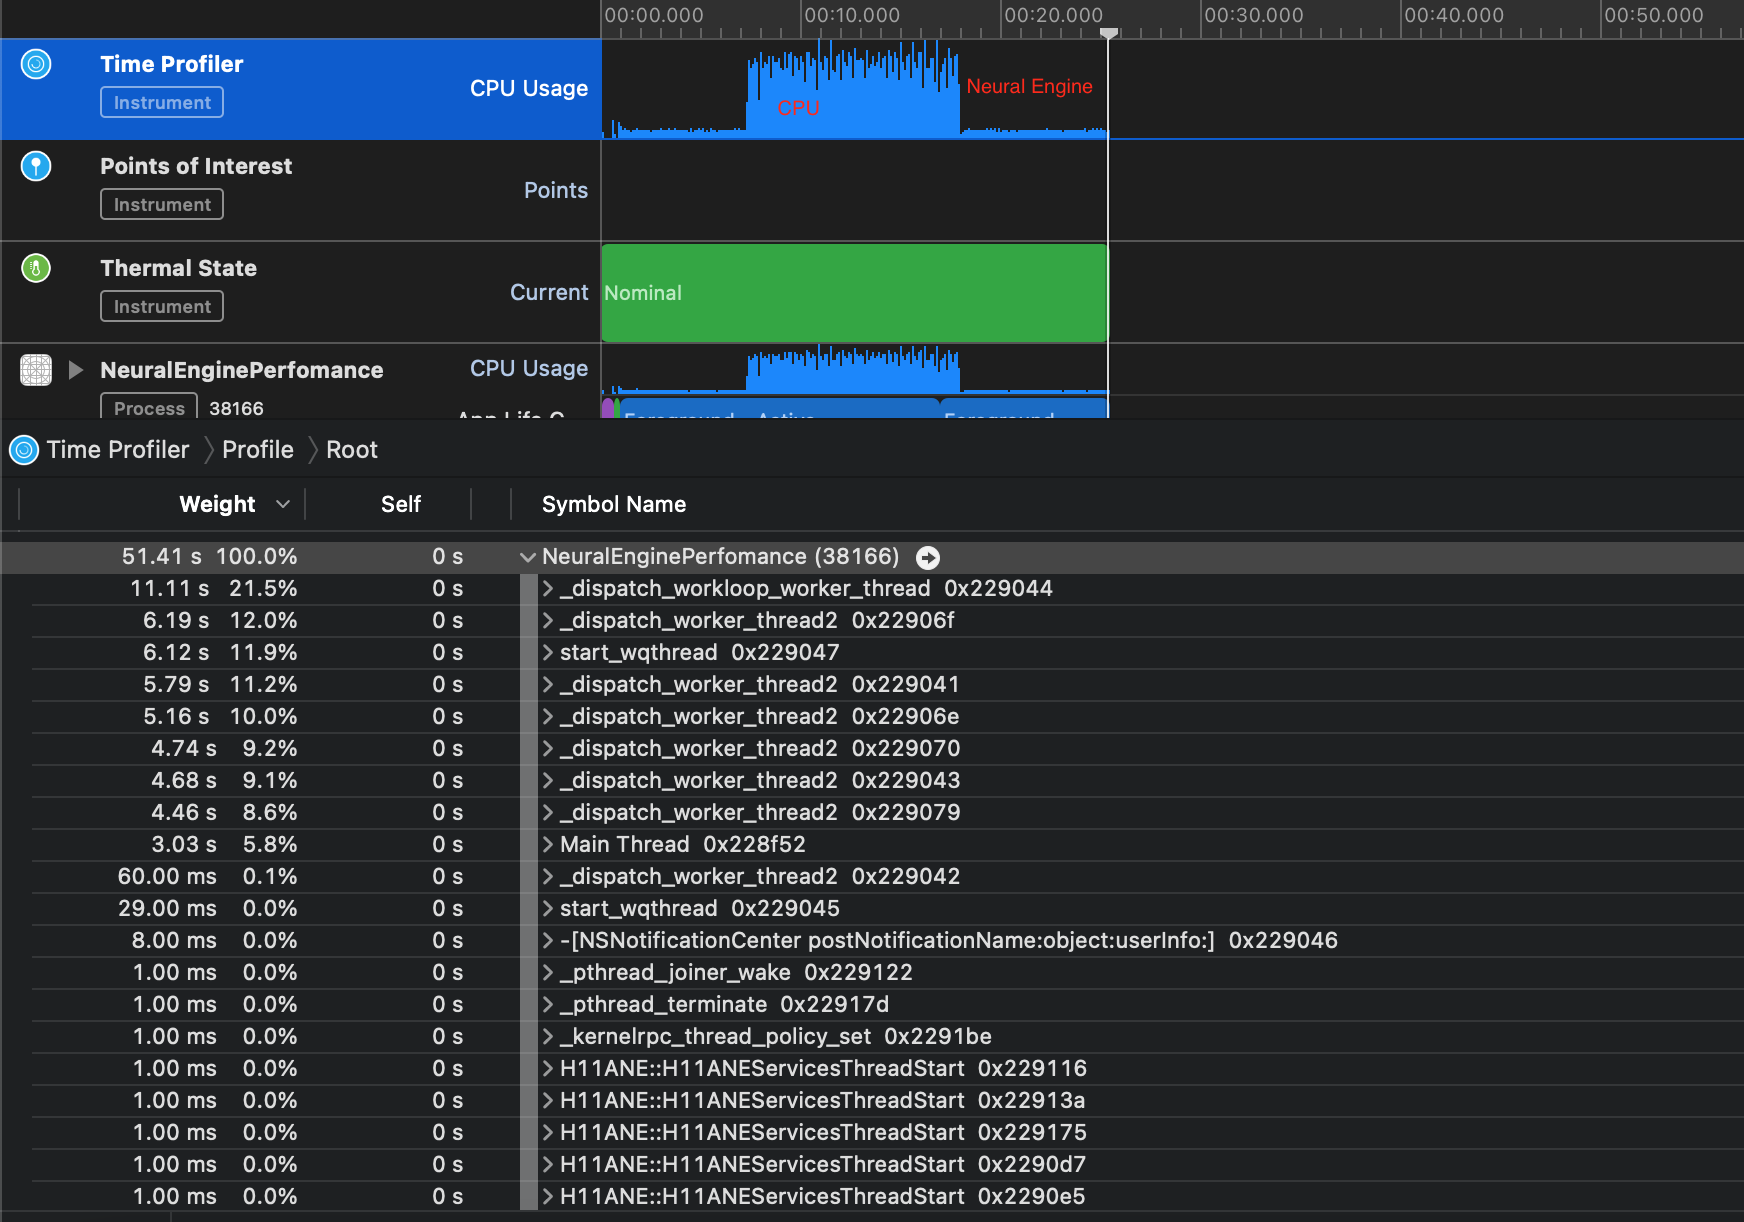 00:00.000 00:10.000 00:20.000 00:30.000 00:40.000 00:50.000
Time Profiler
Instrument
CPU Usage
CPU
Neural Engine
Points of Interest
Instrument
Points
Thermal State
Instrument
Current
Nominal
NeuralEnginePerfomance
CPU Usage
Process 38166
Time Profiler Profile Root
Weight Self Symbol Name
51.41 s 100.0% 0 s NeuralEnginePerfomance (38166)
11.11 s 21.5% 0 s _dispatch_workloop_worker_thread 0x229044
6.19 s 12.0% 0 s _dispatch_worker_thread2 0x22906f
6.12 s 11.9% 0 s start_wqthread 0x229047
5.79 s 11.2% 0 s _dispatch_worker_thread2 0x229041
5.16 s 10.0% 0 s _dispatch_worker_thread2 0x22906e
4.74 s 9.2% 0 s _dispatch_worker_thread2 0x229070
4.68 s 9.1% 0 s _dispatch_worker_thread2 0x229043
4.46 s 8.6% 0 s _dispatch_worker_thread2 0x229079
3.03 s 5.8% 0 s Main Thread 0x228f52
60.00 ms 0.1% 0 s _dispatch_worker_thread2 0x229042
29.00 ms 0.0% 0 s start_wqthread 0x229045
8.00 ms 0.0% 0 s -[NSNotificationCenter postNotificationName:object:userInfo:] 0x229046
1.00 ms 0.0% 0 s _pthread_joiner_wake 0x229122
1.00 ms 0.0% 0 s _pthread_terminate 0x22917d
1.00 ms 0.0% 0 s _kernelrpc_thread_policy_set 0x2291be
1.00 ms 0.0% 0 s H11ANE::H11ANEServicesThreadStart 0x229116
1.00 ms 0.0% 0 s H11ANE::H11ANEServicesThreadStart 0x22913a
1.00 ms 0.0% 0 s H11ANE::H11ANEServicesThreadStart 0x229175
1.00 ms 0.0% 0 s H11ANE::H11ANEServicesThreadStart 0x2290d7
1.00 ms 0.0% 0 s H11ANE::H11ANEServicesThreadStart 0x2290e5